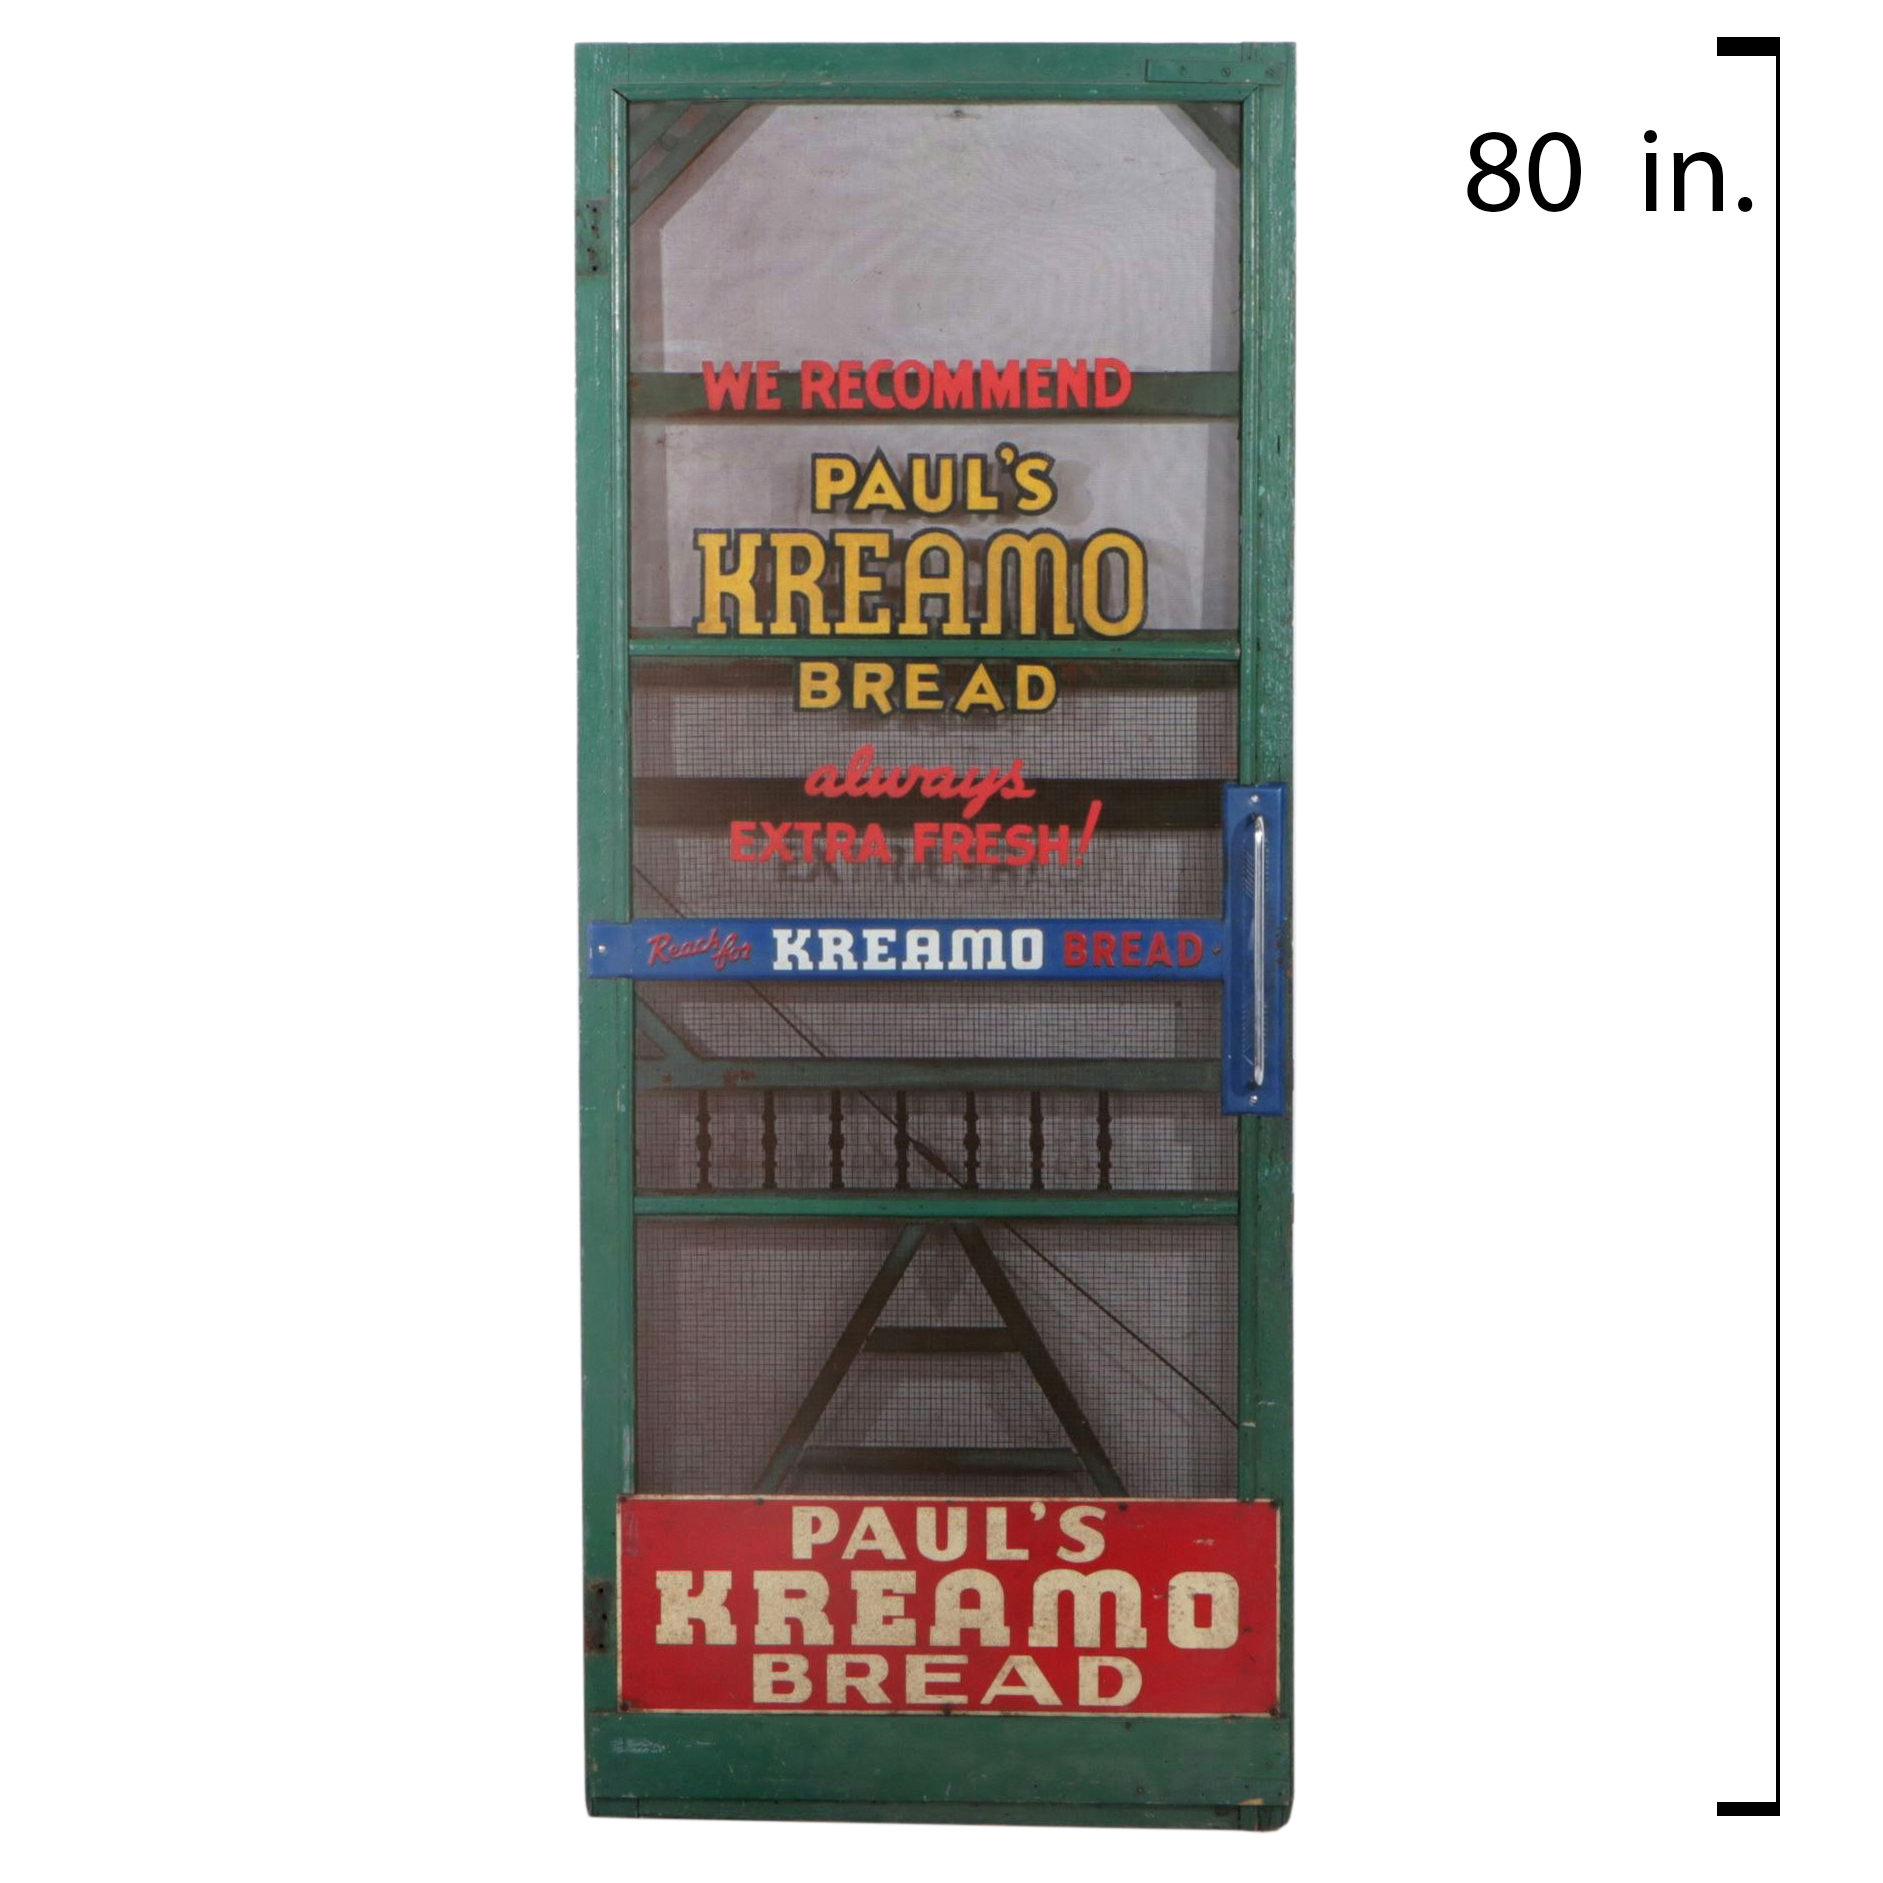 80 in.
WE RECOMMEND
PAUL'S
KREAMO
BREAD
always
EXTRA FRESH!
Reach for KREAMO BREAD
PAUL'S
KREAMO
BREAD